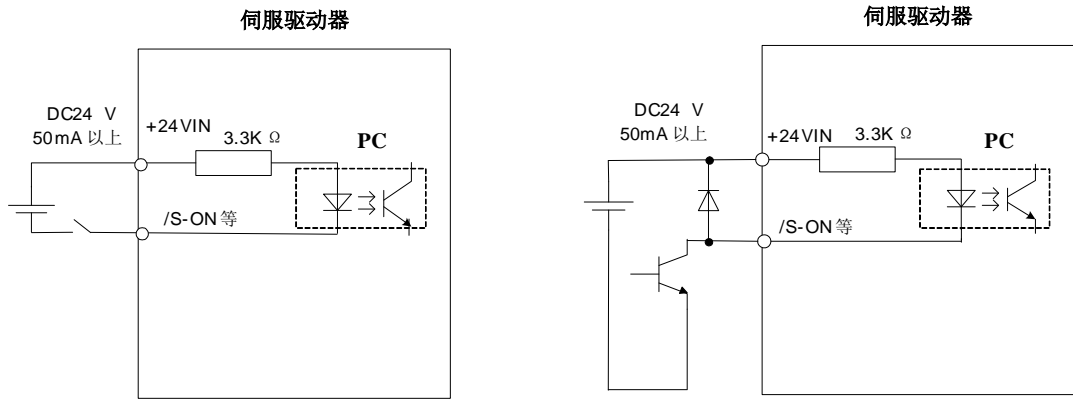 伺服驱动器
DC24 V
50mA 以上
+24VIN
3.3K Ω
PC
/S-ON 等
伺服驱动器
DC24 V
50mA 以上
+24VIN
3.3K Ω
PC
/S-ON 等